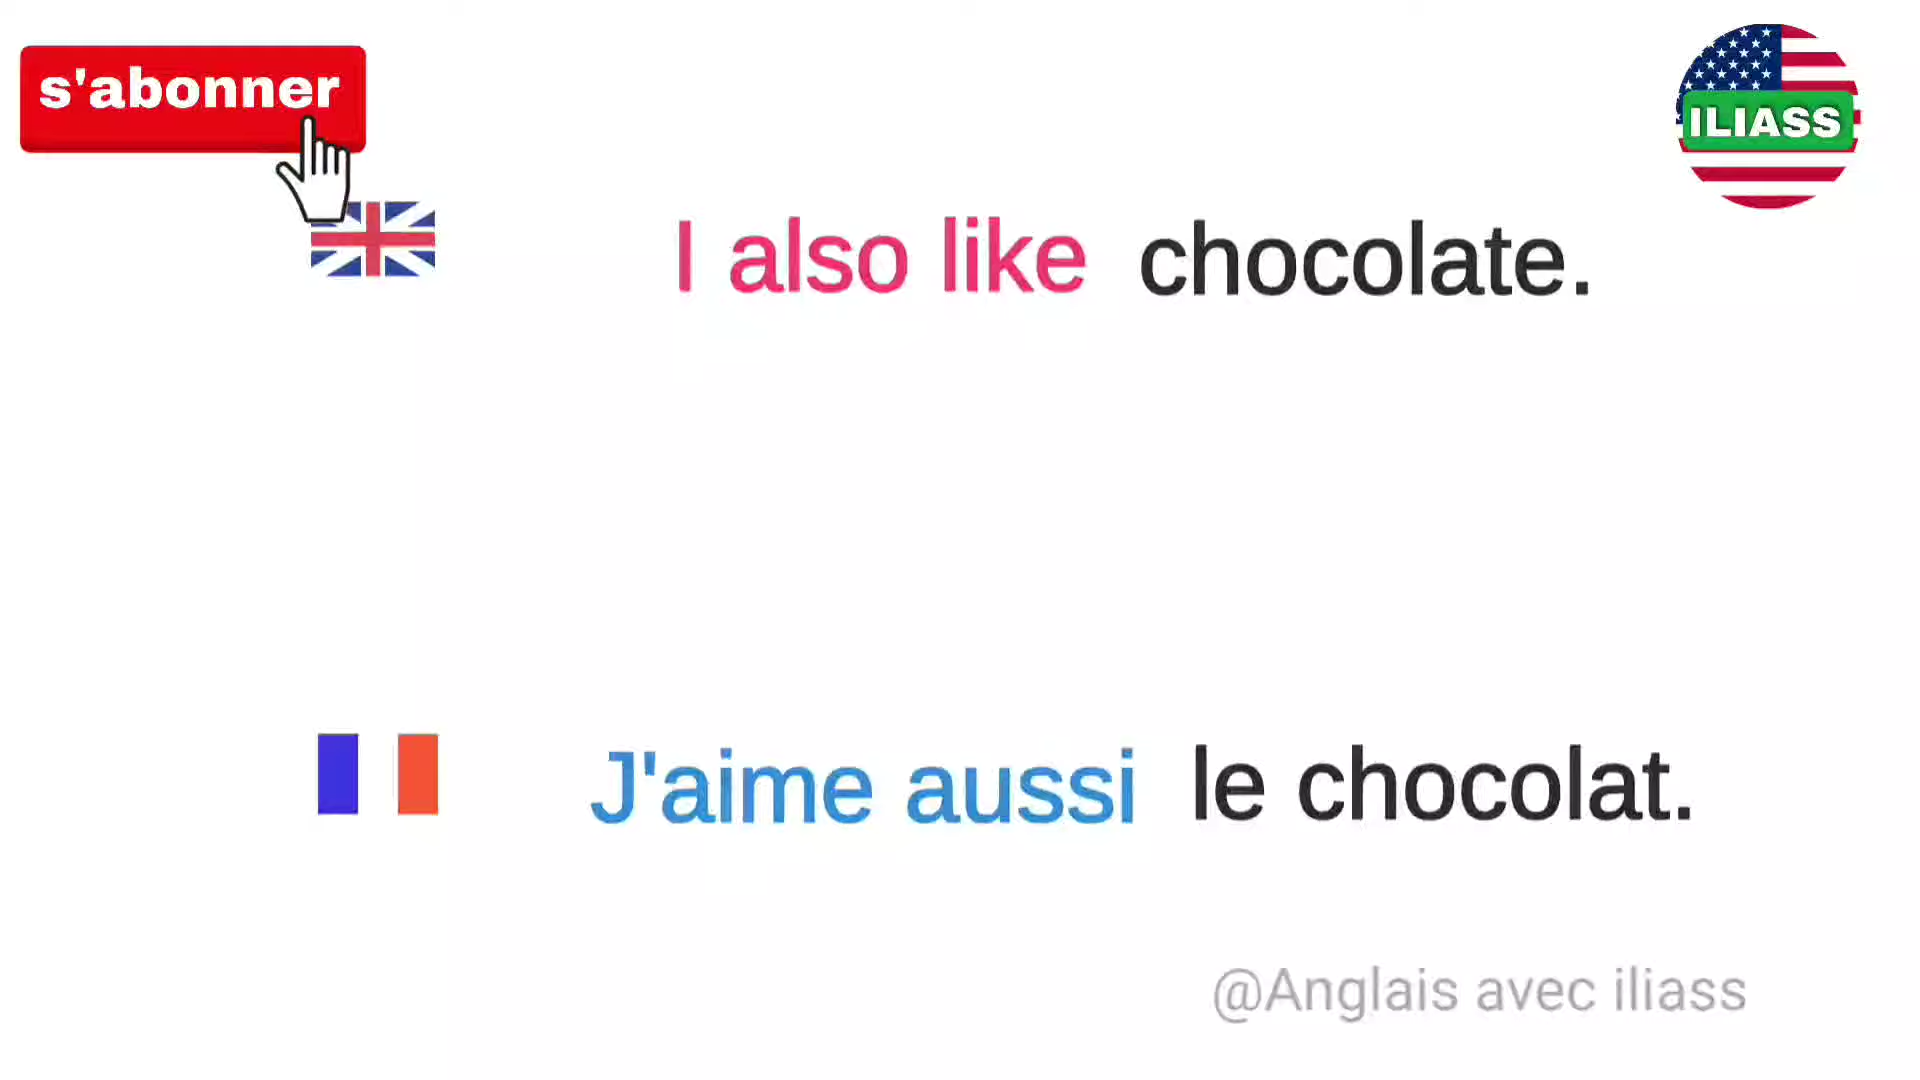 s'abonner
ILIASS
I also like chocolate.
J'aime aussi le chocolat.
@Anglais avec iliass